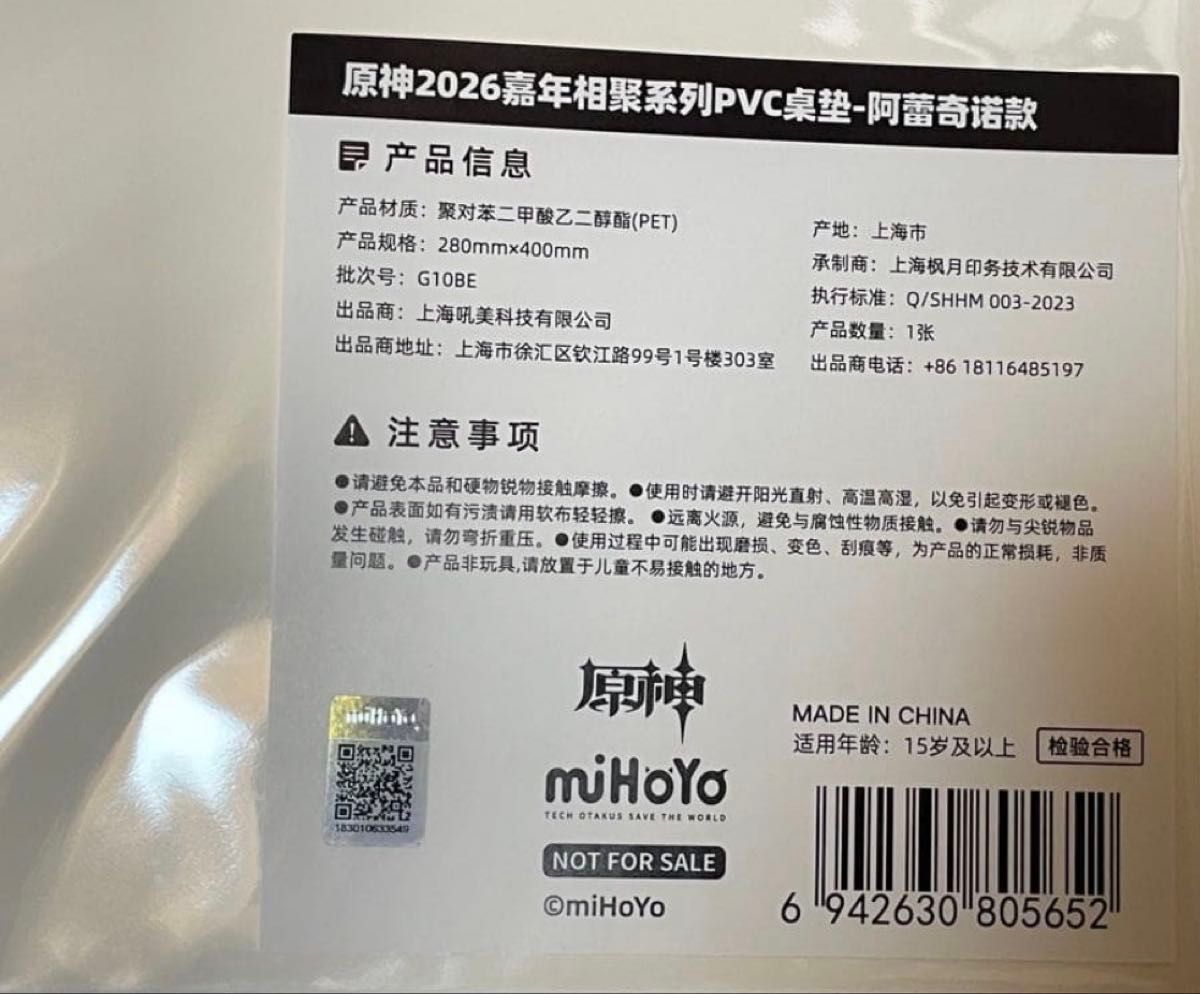 原神2026嘉年相聚系列PVC桌垫-阿蕾奇诺款
产品信息
产品材质：聚对苯二甲酸乙二醇酯(PET)
产品规格：280mm×400mm
批次号：G10BE
出品商：上海吼美科技有限公司
出品商地址：上海市徐汇区钦江路99号1号楼303室
产地：上海市
承制商：上海枫月印务技术有限公司
执行标准：Q/SHHM 003-2023
产品数量：1张
出品商电话：+86 18116485197
注意事项
●请避免本品和硬物锐物接触摩擦。●使用时请避开阳光直射、高温高湿，以免引起变形或褪色。
●产品表面如有污渍请用软布轻轻擦。●远离火源，避免与腐蚀性物质接触。●请勿与尖锐物品
发生碰触，请勿弯折重压。●使用过程中可能出现磨损、变色、刮痕等，为产品的正常损耗，非质
量问题。●产品非玩具,请放置于儿童不易接触的地方。
miHoYo
183010633549
原神
miHoYo
TECH OTAKUS SAVE THE WORLD
NOT FOR SALE
©miHoYo
MADE IN CHINA
适用年龄：15岁及以上
检验合格
6 942630 805652